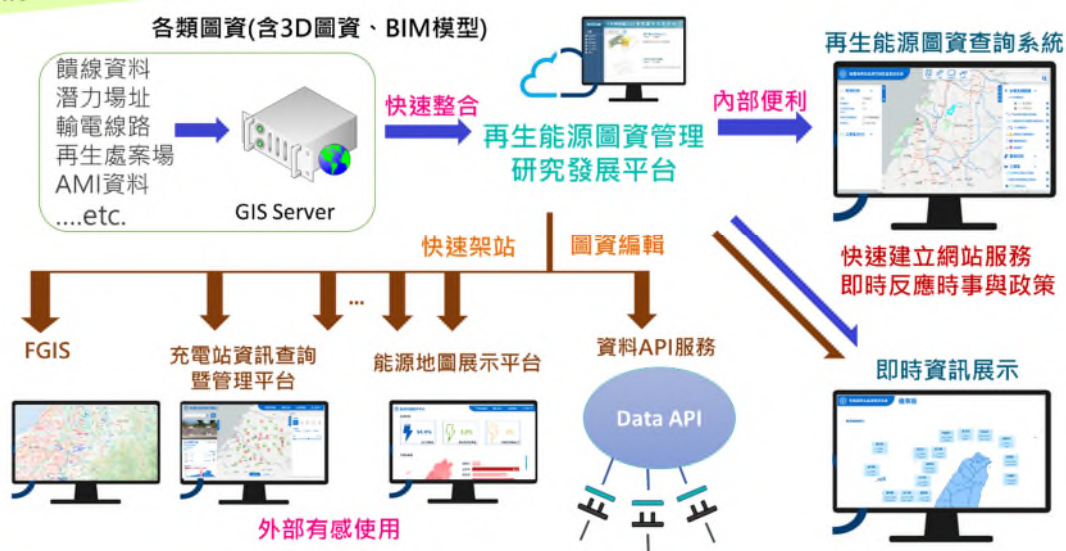 各類圖資(含3D圖資、BIM模型)
饋線資料
潛力場址
輸電線路
再生處案場
AMI資料
....etc.
GIS Server
快速整合
再生能源圖資管理
研究發展平台
內部便利
再生能源圖資查詢系統
快速建立網站服務
即時反應時事與政策
快速架站
圖資編輯
...
FGIS
充電站資訊查詢
暨管理平台
能源地圖展示平台
資料API服務
Data API
即時資訊展示
外部有感使用